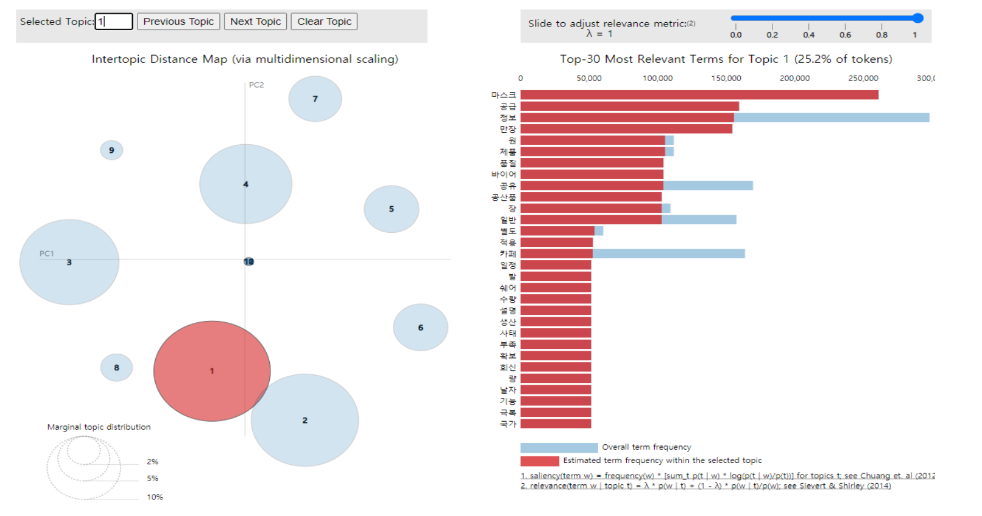 Selected Topic: 1
Previous Topic
Next Topic
Clear Topic
Slide to adjust relevance metric:(2)
λ = 1
0.0 0.2 0.4 0.6 0.8 1
Intertopic Distance Map (via multidimensional scaling)
PC2
PC1
7
9
4
5
3
10
6
8
1
2
Marginal topic distribution
2%
5%
10%
Top-30 Most Relevant Terms for Topic 1 (25.2% of tokens)
0 50,000 100,000 150,000 200,000 250,000 300,0
마스크
공급
정보
만장
원
제품
품질
바이어
공유
공산품
장
일반
별도
적용
카페
일정
발
쉐어
수량
설명
생산
사태
부족
확보
회신
량
날자
기능
극복
국가
Overall term frequency
Estimated term frequency within the selected topic
1. saliency(term w) = frequency(w) * [sum_t p(t | w) * log(p(t | w)/p(t))] for topics t; see Chuang et. al (2012
2. relevance(term w | topic t) = λ * p(w | t) + (1 - λ) * p(w | t)/p(w); see Sievert & Shirley (2014)